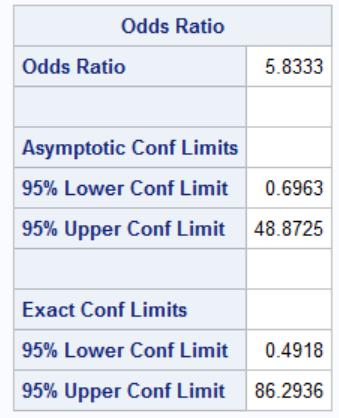 Odds Ratio
Odds Ratio 5.8333
Asymptotic Conf Limits
95% Lower Conf Limit 0.6963
95% Upper Conf Limit 48.8725
Exact Conf Limits
95% Lower Conf Limit 0.4918
95% Upper Conf Limit 86.2936